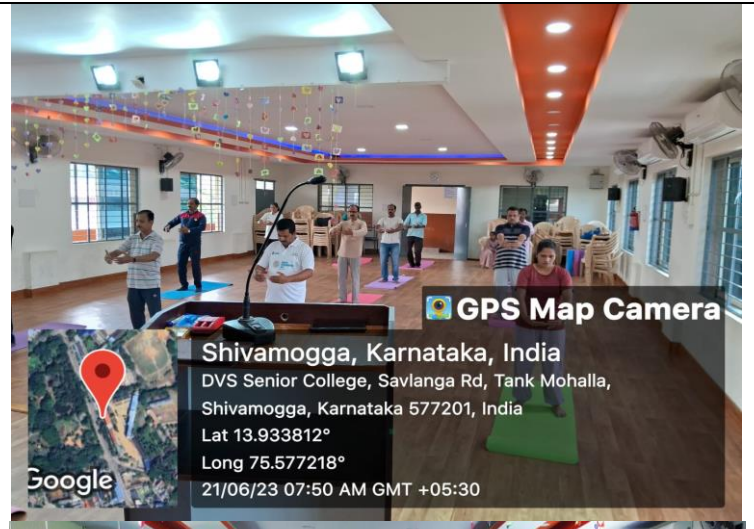 GPS Map Camera
Shivamogga, Karnataka, India
DVS Senior College, Savlanga Rd, Tank Mohalla,
Shivamogga, Karnataka 577201, India
Lat 13.933812°
Long 75.577218°
21/06/23 07:50 AM GMT +05:30
Google